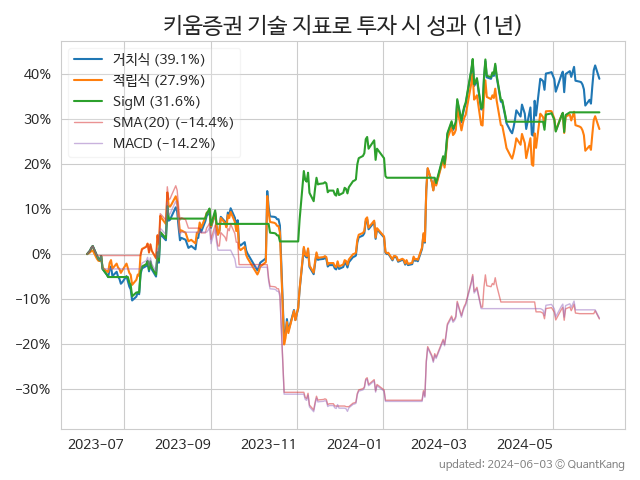 키움증권 기술 지표로 투자 시 성과 (1년)
거치식 (39.1%)
적립식 (27.9%)
SigM (31.6%)
SMA(20) (−14.4%)
MACD (−14.2%)
40%
30%
20%
10%
0%
−10%
−20%
−30%
2023-07
2023-09
2023-11
2024-01
2024-03
2024-05
updated: 2024-06-03 ⓒ QuantKang